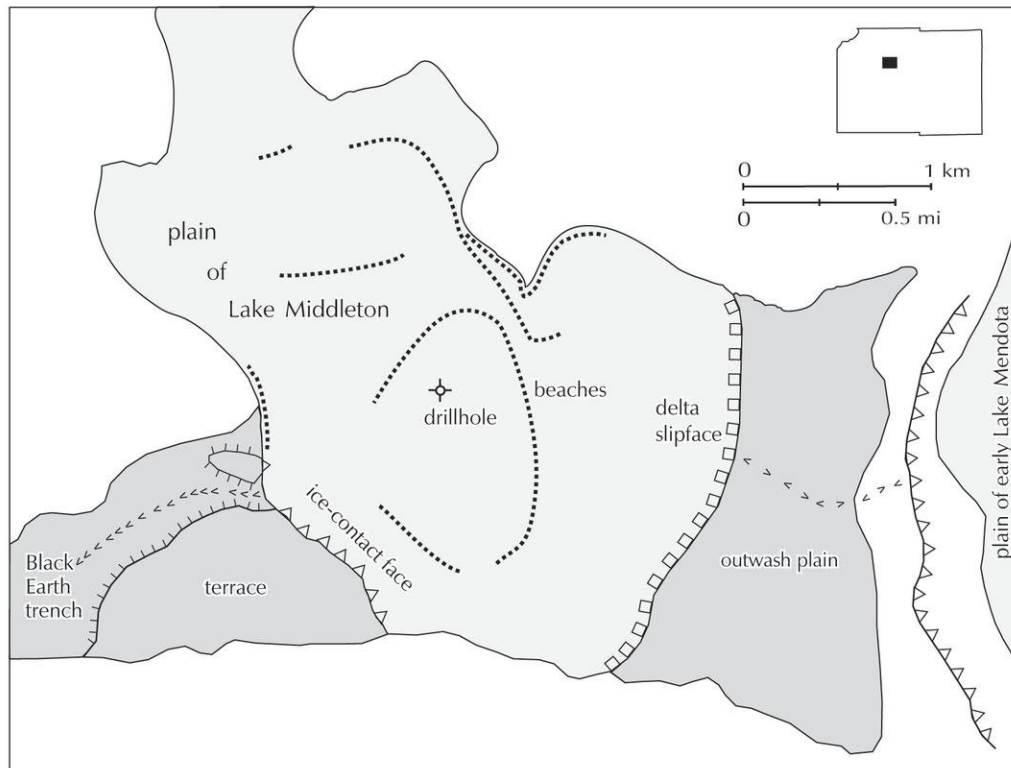 0 1 km
0 0.5 mi
plain
of
Lake Middleton
drillhole
beaches
delta
slipface
ice-contact face
plain of early Lake Mendota
Black
Earth
trench
terrace
outwash plain